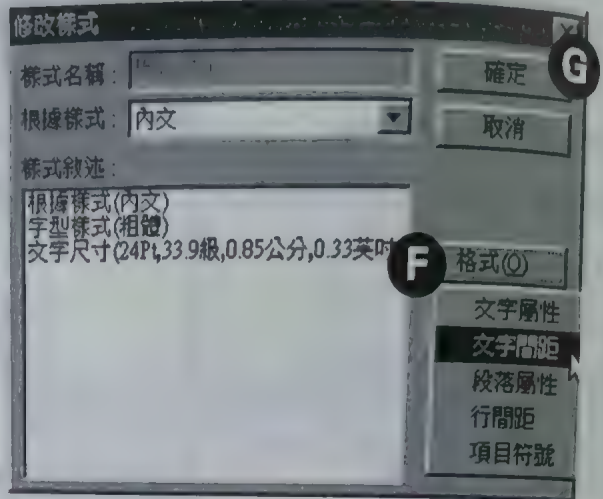 修改樣式
樣式名稱：
確定
G
根據樣式：
內文
取消
樣式敘述：
根據樣式(內文)
字型樣式(粗體)
文字尺寸(24Pt,33.9級,0.85公分,0.33英吋
F
格式(O)
文字屬性
文字間距
段落屬性
行間距
項目符號